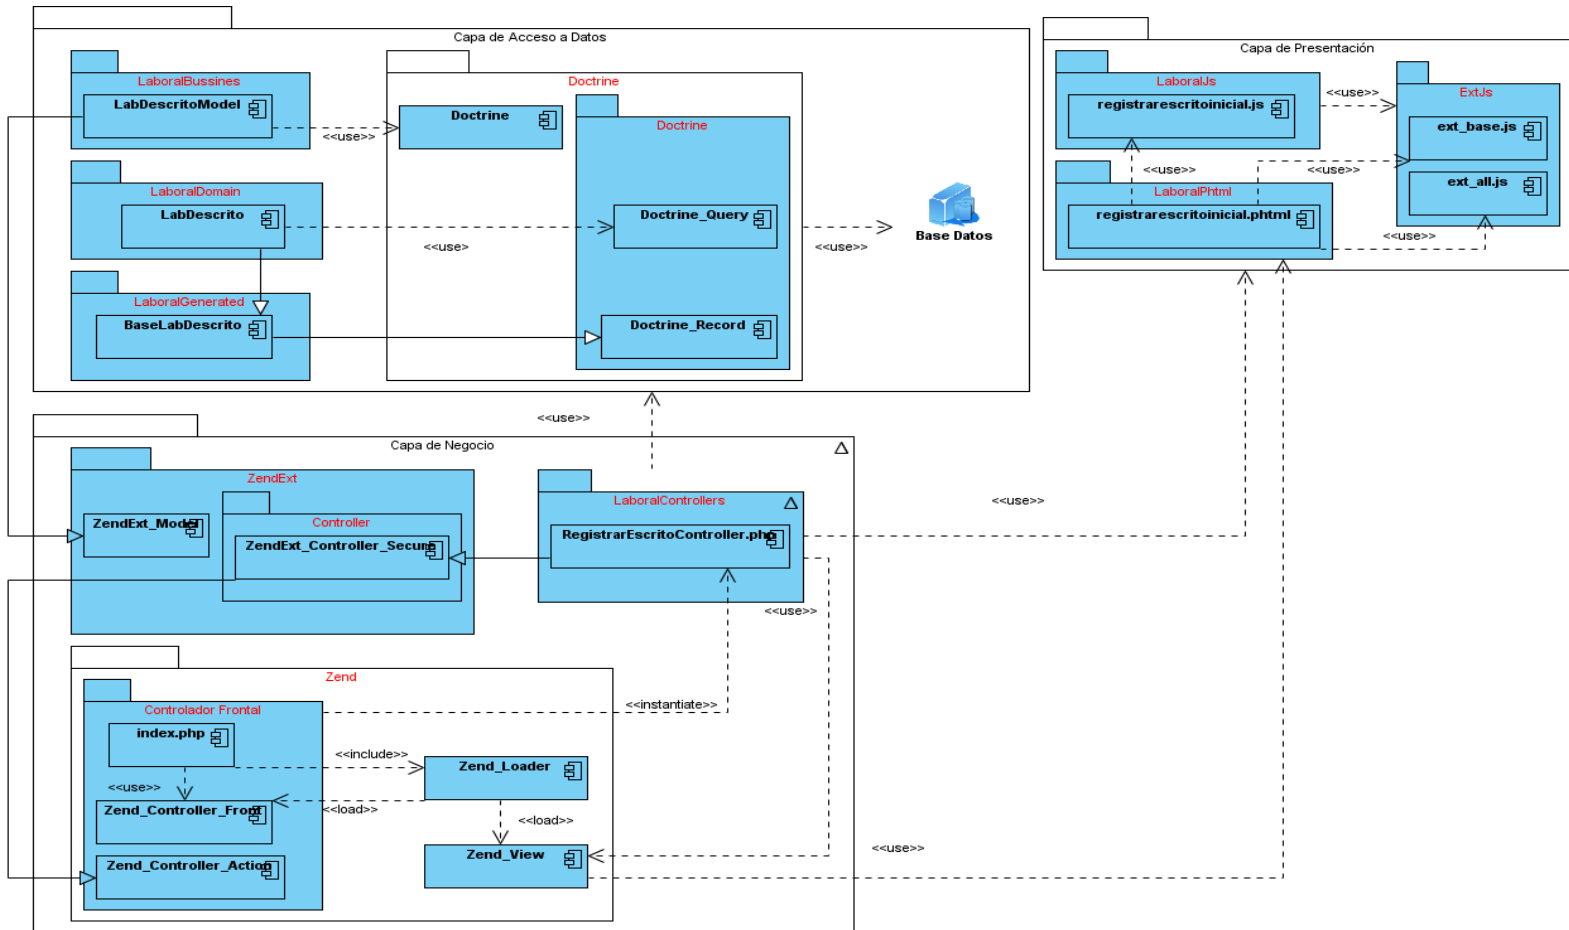 Capa de Acceso a Datos
LaboralBussines
LabDescritoModel
<<use>>
Doctrine
Doctrine
Doctrine
LaboralDomain
LabDescrito
<<use>
Doctrine_Query
<<use>>
Base Datos
LaboralGenerated
BaseLabDescrito
Doctrine_Record
Capa de Presentación
LaboralJs
registrarescritoinicial.js
<<use>>
ExtJs
ext_base.js
ext_all.js
<<use>>
<<use>>
LaboralPhtml
registrarescritoinicial.phtml
<<use>>
<<use>>
Capa de Negocio
ZendExt
ZendExt_Model
Controller
ZendExt_Controller_Secure
LaboralControllers
RegistrarEscritoController.php
<<use>>
<<use>>
Zend
Controlador Frontal
<<instantiate>>
index.php
<<include>>
Zend_Loader
<<use>>
Zend_Controller_Front
<<load>>
<<load>>
Zend_View
<<use>>
Zend_Controller_Action